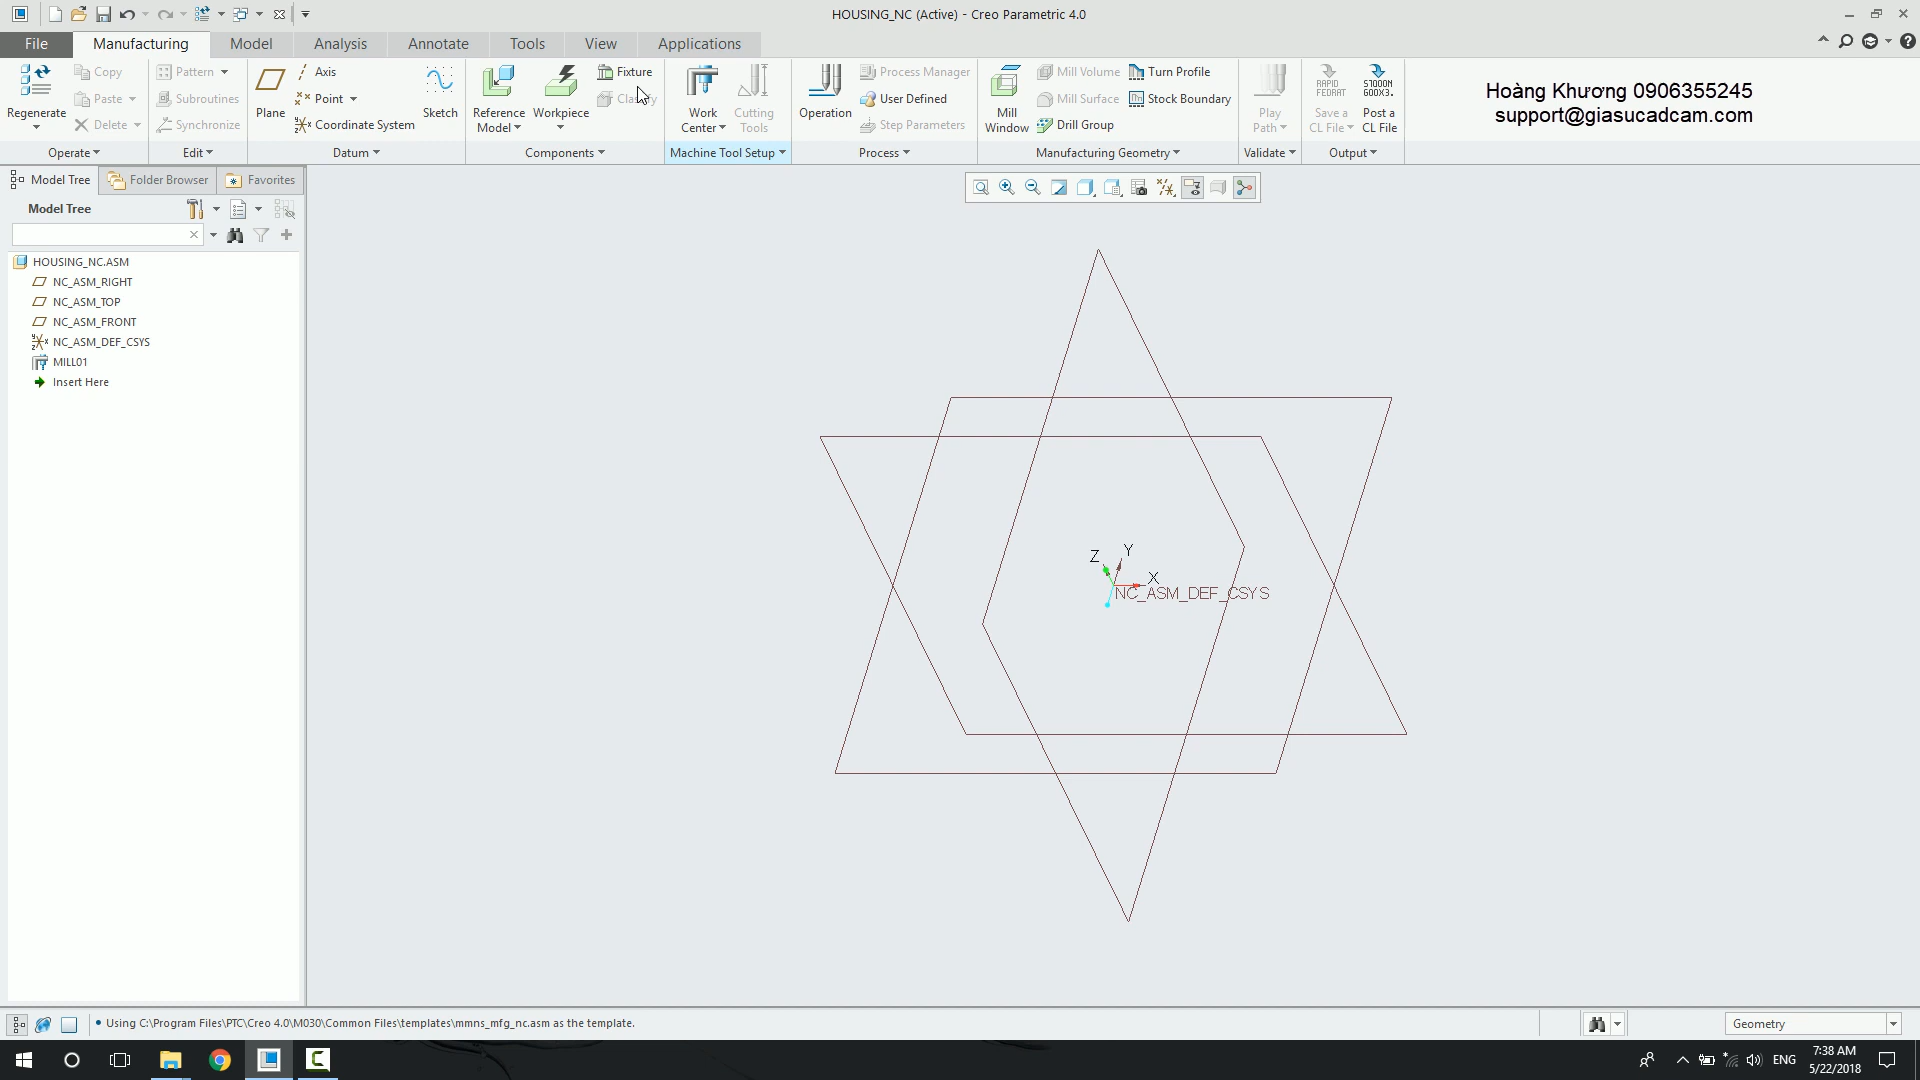 HOUSING_NC (Active) - Creo Parametric 4.0
File Manufacturing Model Analysis Annotate Tools View Applications
Regenerate
Copy
Paste
Delete
Operate
Pattern
Subroutines
Synchronize
Edit
Plane
Axis
Point
Coordinate System
Sketch
Datum
Reference
Model
Workpiece
Fixture
Classify
Components
Work
Center
Cutting
Tools
Machine Tool Setup
Operation
Process Manager
User Defined
Step Parameters
Process
Mill
Window
Mill Volume
Mill Surface
Drill Group
Turn Profile
Stock Boundary
Manufacturing Geometry
Play
Path
Validate
RAPID
FEDRAT
Save a
CL File
Post a
CL File
Output
Hoàng Khương 0906355245
support@giasucadcam.com
Model Tree Folder Browser Favorites
Model Tree
HOUSING_NC.ASM
NC_ASM_RIGHT
NC_ASM_TOP
NC_ASM_FRONT
NC_ASM_DEF_CSYS
MILL01
Insert Here
Z
Y
X
NC_ASM_DEF_CSYS
• Using C:\Program Files\PTC\Creo 4.0\M030\Common Files\templates\mmns_mfg_nc.asm as the template.
Geometry
ENG
7:38 AM
5/22/2018